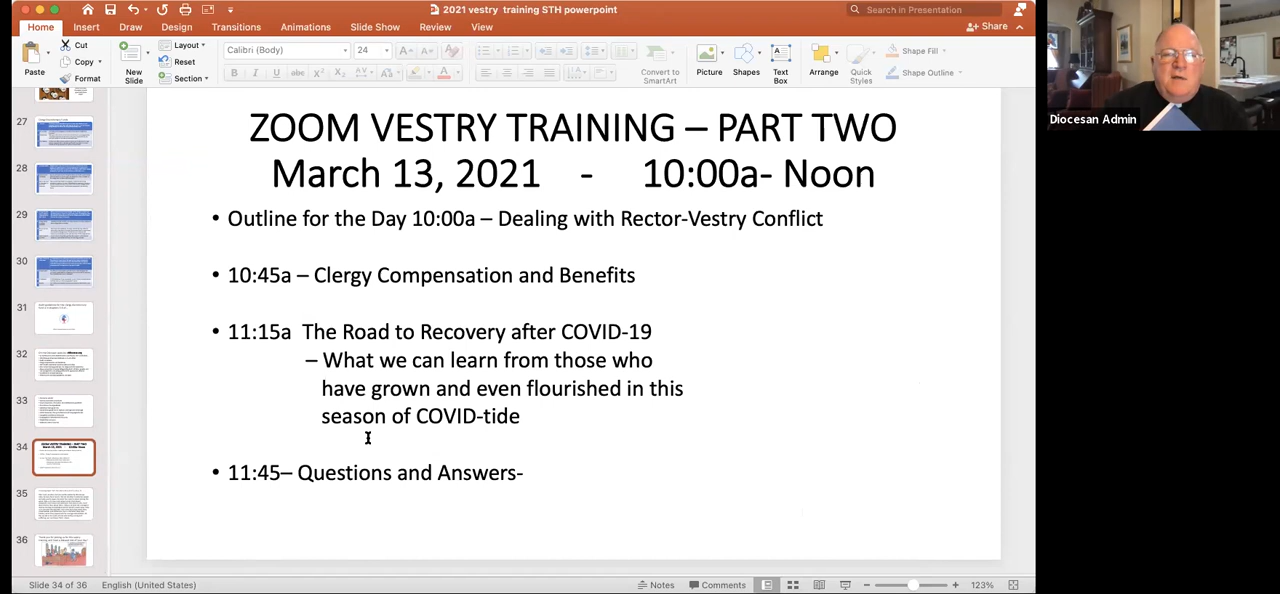 2021 vestry training STH powerpoint
Search in Presentation
Home Insert Draw Design Transitions Animations Slide Show Review View
Share
Paste
Cut
Copy
Format
New Slide
Layout
Reset
Section
Calibri (Body) 24
Convert to SmartArt
Picture
Shapes
Text Box
Arrange
Quick Styles
Shape Fill
Shape Outline
Diocesan Admin
27
28
29
30
31
32
33
34
35
36
ZOOM VESTRY TRAINING – PART TWO
March 13, 2021 - 10:00a- Noon
• Outline for the Day 10:00a – Dealing with Rector-Vestry Conflict
• 10:45a – Clergy Compensation and Benefits
• 11:15a The Road to Recovery after COVID-19
– What we can learn from those who
have grown and even flourished in this
season of COVID-tide
• 11:45– Questions and Answers-
Slide 34 of 36 English (United States)
Notes Comments 123%